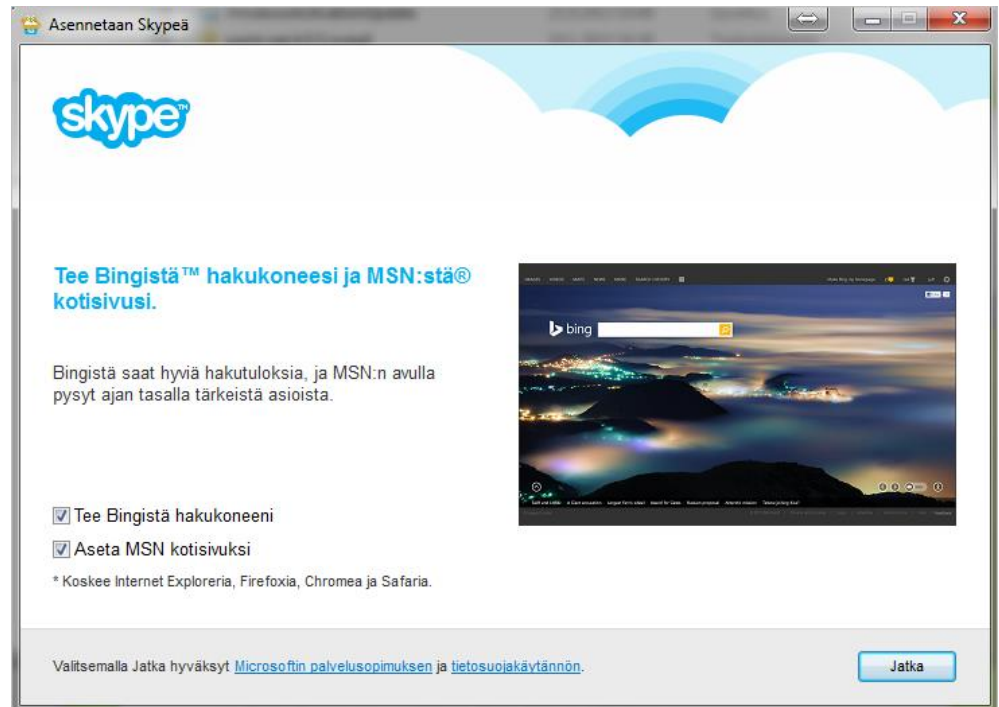 Asennetaan Skypeä
skype™
Tee Bingistä™ hakukoneesi ja MSN:stä®
kotisivusi.
bing
Bingistä saat hyviä hakutuloksia, ja MSN:n avulla
pysyt ajan tasalla tärkeistä asioista.
Tee Bingistä hakukoneeni
Aseta MSN kotisivuksi
* Koskee Internet Exploreria, Firefoxia, Chromea ja Safaria.
Valitsemalla Jatka hyväksyt Microsoftin palvelusopimuksen ja tietosuojakäytännön.
Jatka